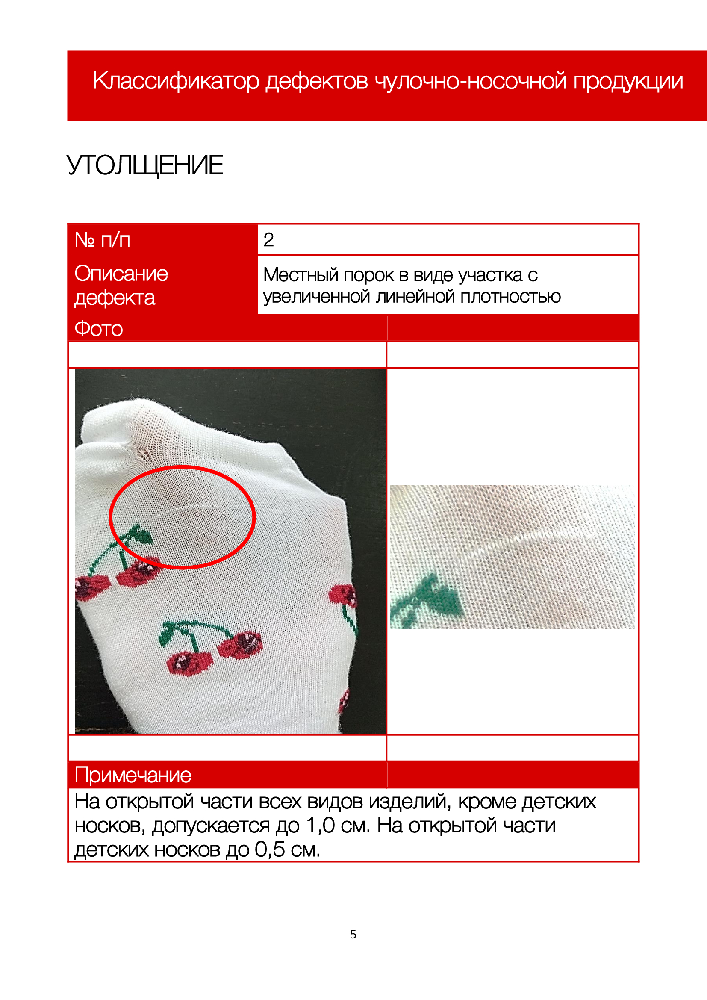 Классификатор дефектов чулочно-носочной продукции
УТОЛЩЕНИЕ
№ п/п
2
Описание
дефекта
Местный порок в виде участка с
увеличенной линейной плотностью
Фото
Примечание
На открытой части всех видов изделий, кроме детских
носков, допускается до 1,0 см. На открытой части
детских носков до 0,5 см.
5